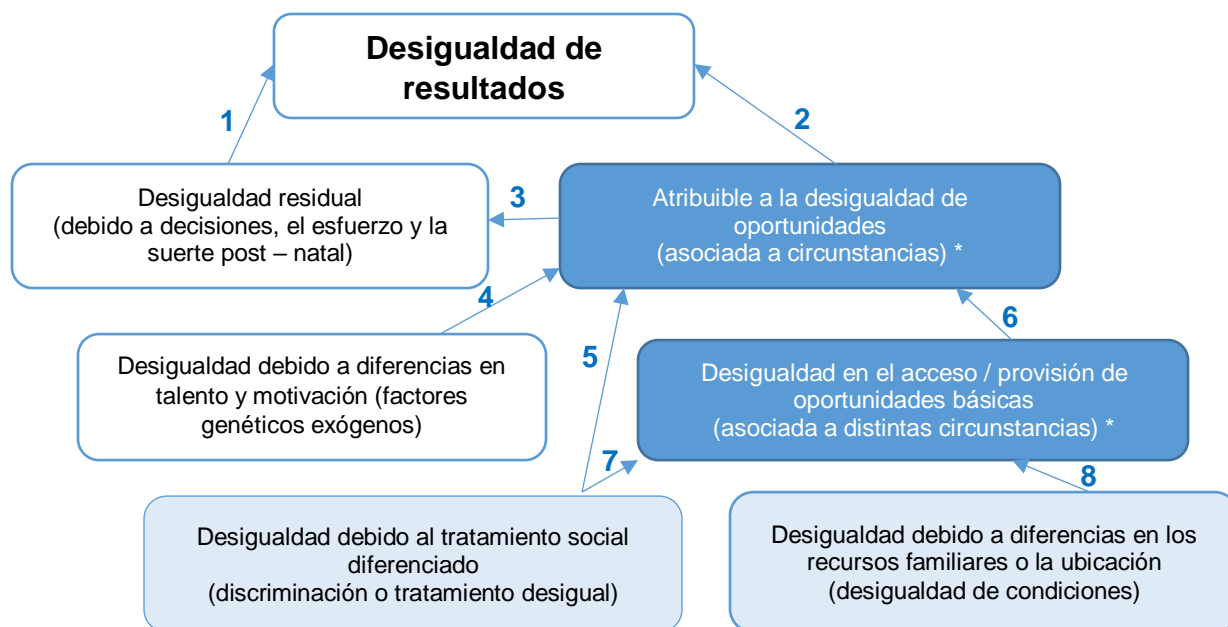 Desigualdad de
resultados
1
2
Desigualdad residual
(debido a decisiones, el esfuerzo y la
suerte post – natal)
3
Atribuible a la desigualdad de
oportunidades
(asociada a circunstancias) *
4
5
6
Desigualdad debido a diferencias en
talento y motivación (factores
genéticos exógenos)
Desigualdad en el acceso / provisión de
oportunidades básicas
(asociada a distintas circunstancias) *
7
8
Desigualdad debido al tratamiento social
diferenciado
(discriminación o tratamiento desigual)
Desigualdad debido a diferencias en los
recursos familiares o la ubicación
(desigualdad de condiciones)